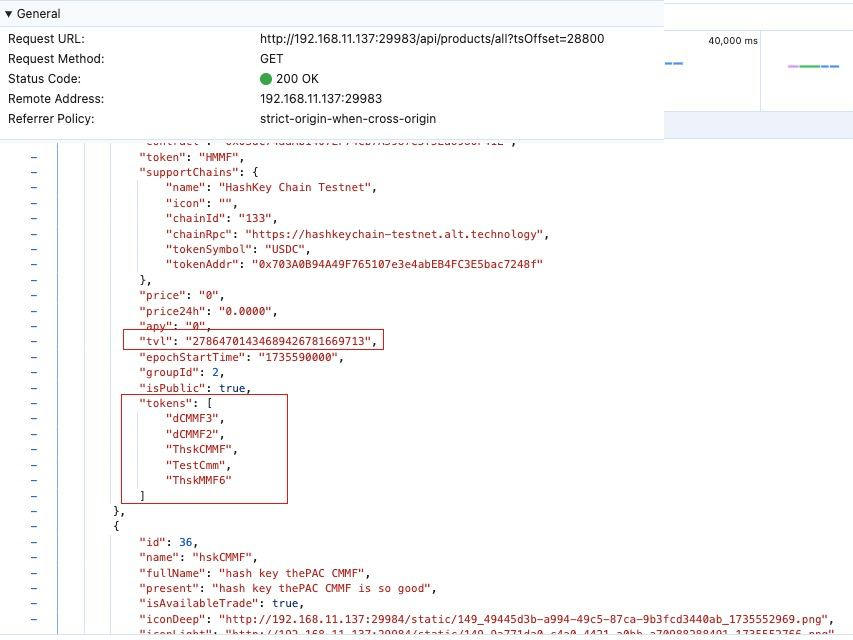 ▼ General
Request URL: http://192.168.11.137:29983/api/products/all?tsOffset=28800
Request Method: GET
Status Code: 200 OK
Remote Address: 192.168.11.137:29983
Referrer Policy: strict-origin-when-cross-origin
40,000 ms
"token": "HMMF",
"supportChains": {
"name": "HashKey Chain Testnet",
"icon": "",
"chainId": "133",
"chainRpc": "https://hashkeychain-testnet.alt.technology",
"tokenSymbol": "USDC",
"tokenAddr": "0x703A0B94A49F765107e3e4abEB4FC3E5bac7248f"
},
"price": "0",
"price24h": "0.0000",
"apy": "0",
"tvl": "27864701434689426781669713",
"epochStartTime": "1735590000",
"groupId": 2,
"isPublic": true,
"tokens": [
"dCMMF3",
"dCMMF2",
"ThskCMMF",
"TestCmm",
"ThskMMF6"
]
},
{
"id": 36,
"name": "hskCMMF",
"fullName": "hash key thePAC CMMF",
"present": "hash key thePAC CMMF is so good",
"isAvailableTrade": true,
"iconDeep": "http://192.168.11.137:29984/static/149_49445d3b-a994-49c5-87ca-9b3fcd3440ab_1735552969.png",